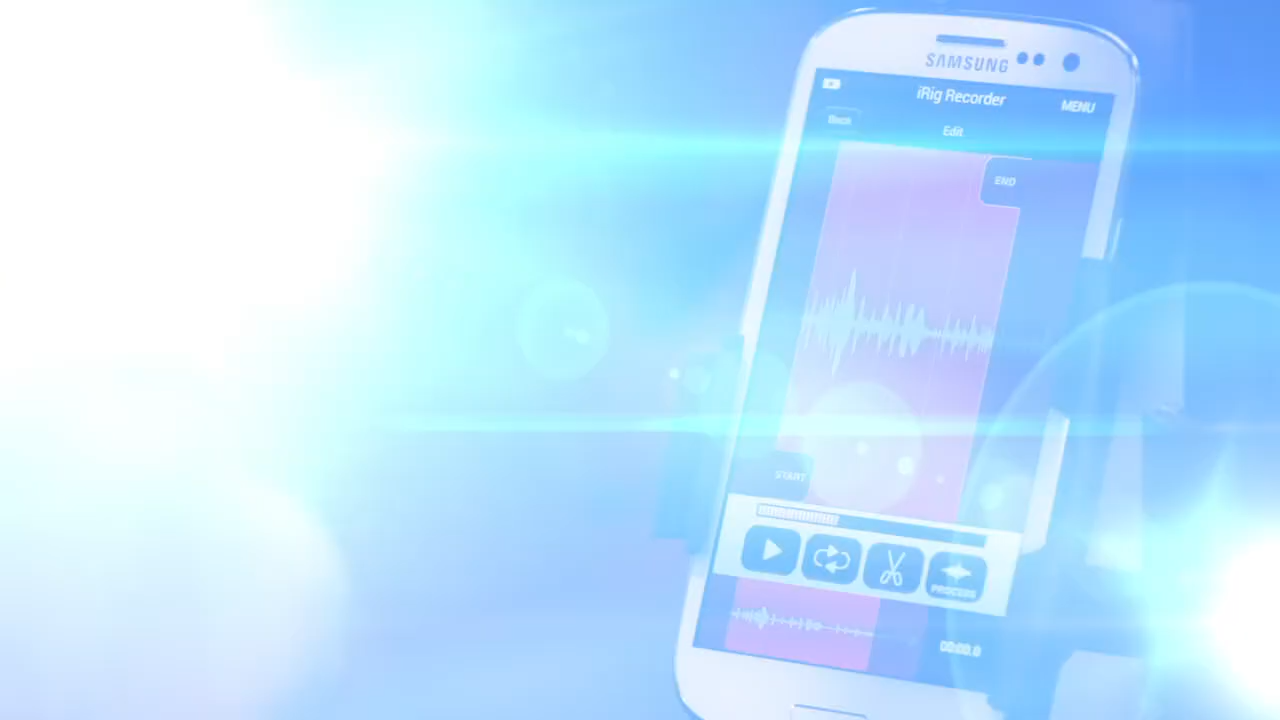 SAMSUNG
iRig Recorder
MENU
Back
Edit
END
START
PROCESS
00:00.0